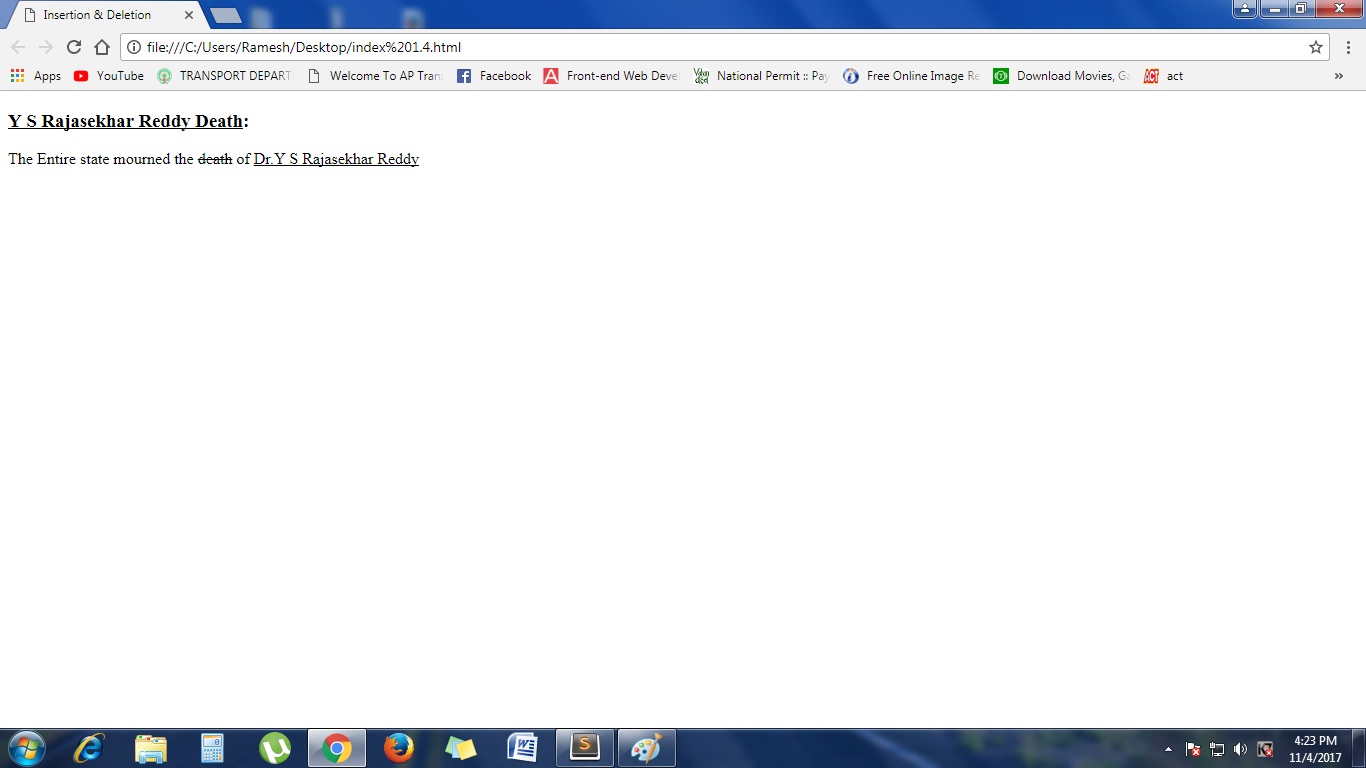 Insertion & Deletion
file:///C:/Users/Ramesh/Desktop/index%201.4.html
Apps YouTube TRANSPORT DEPART Welcome To AP Tran Facebook Front-end Web Deve National Permit :: Pay Free Online Image Re Download Movies, Ga ACT act »
Y S Rajasekhar Reddy Death:
The Entire state mourned the death of Dr.Y S Rajasekhar Reddy
4:23 PM
11/4/2017